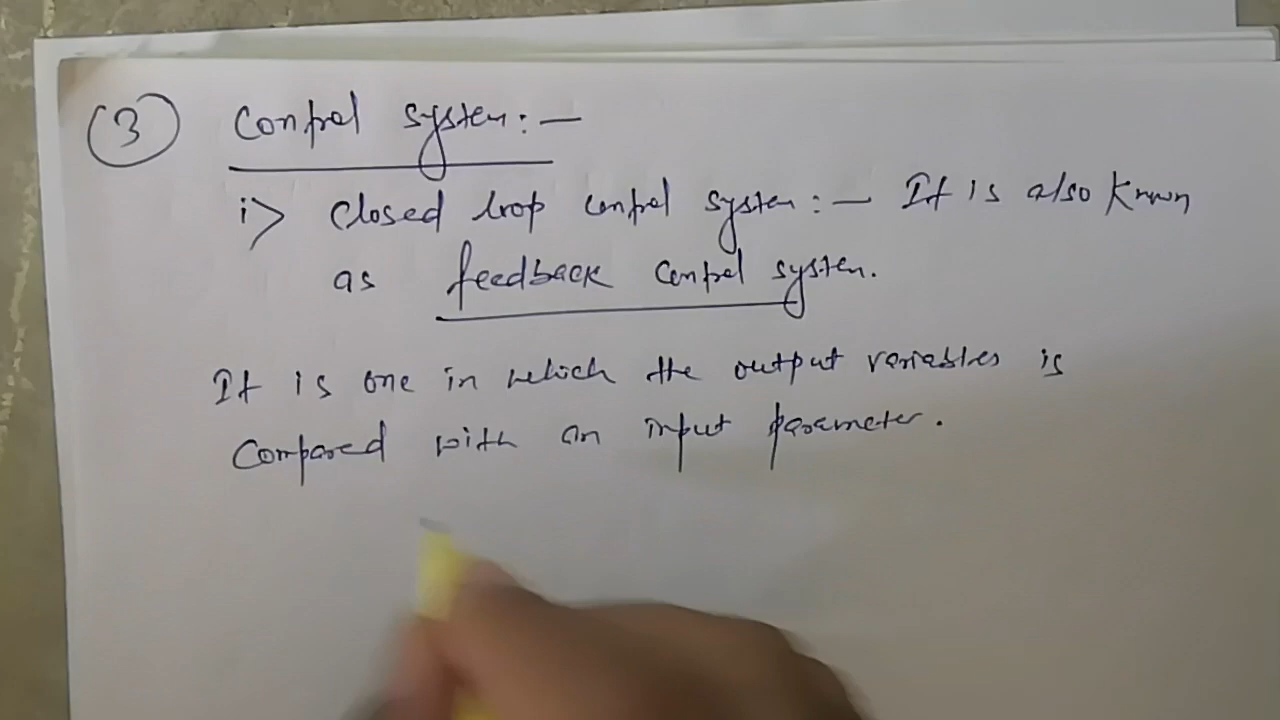 (3) Control system: —
i> Closed loop control system: — It is also known
as feedback control system.
It is one in which the output variables is
Compared with an input parameter.